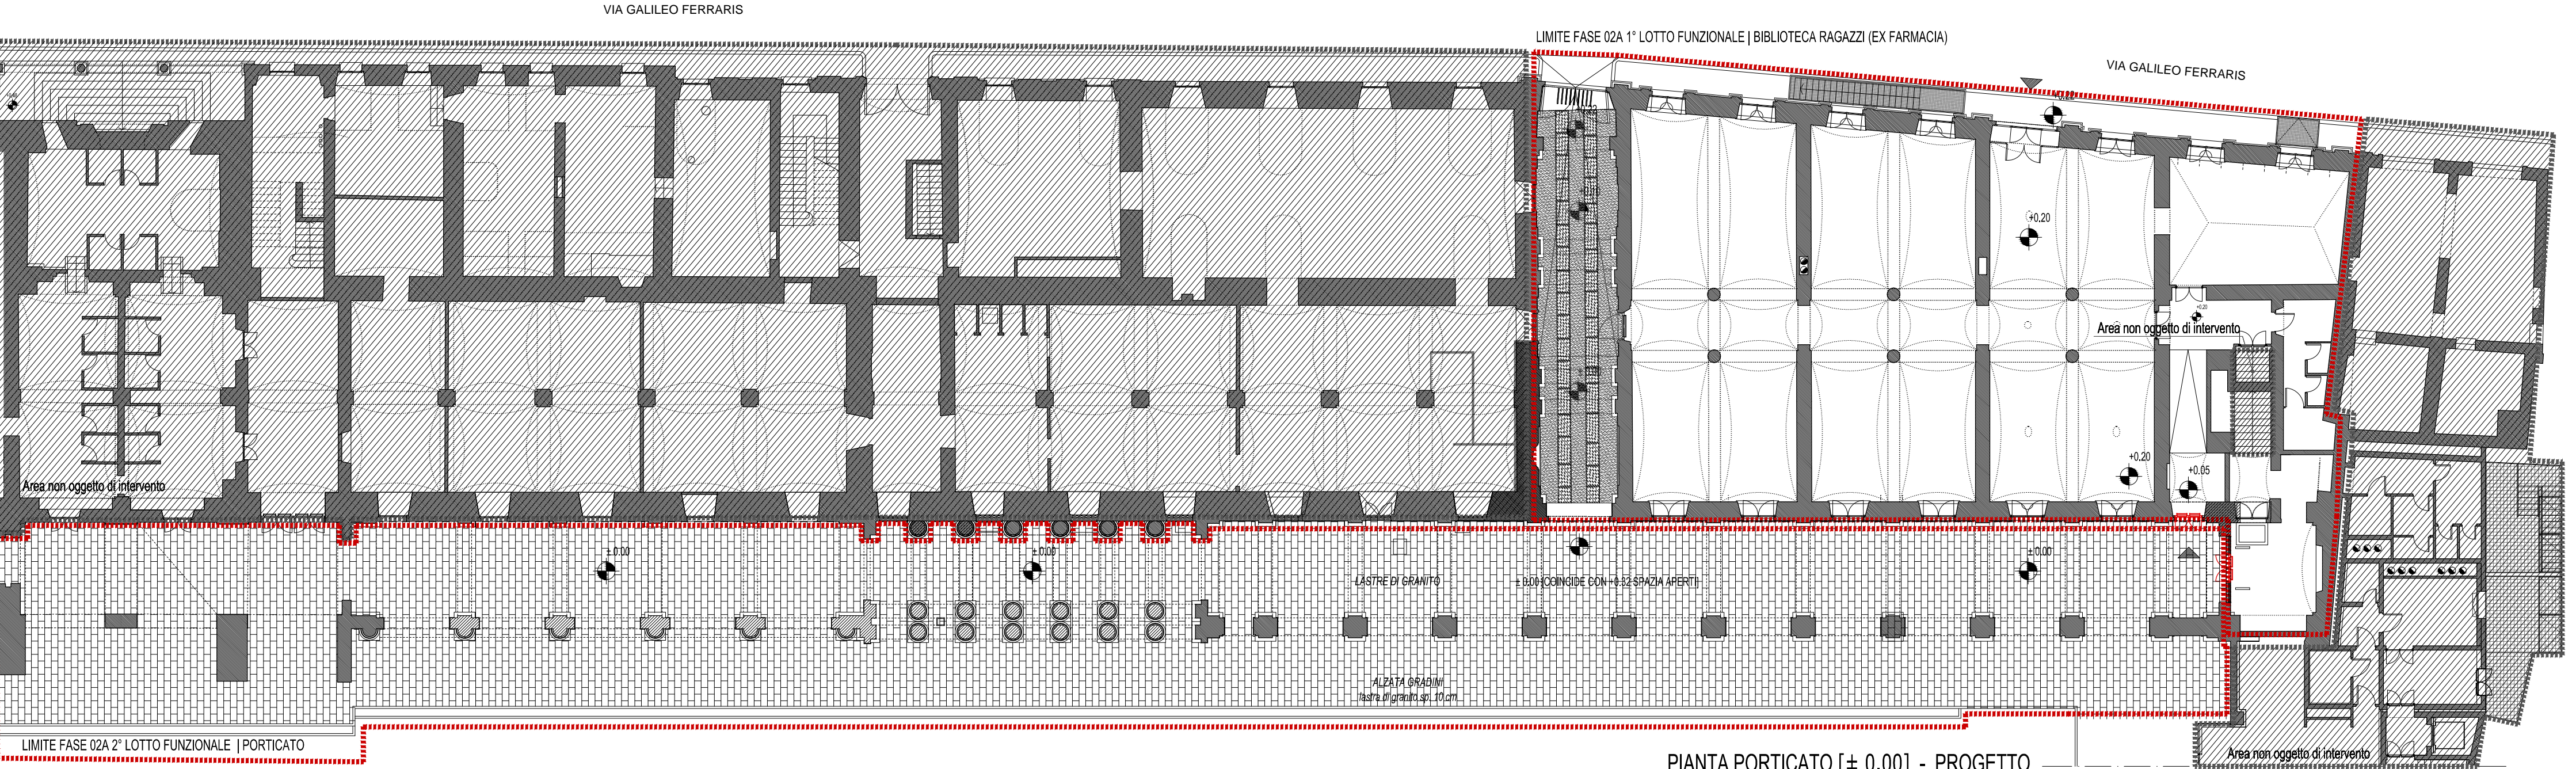 VIA GALILEO FERRARIS
LIMITE FASE 02A 1° LOTTO FUNZIONALE | BIBLIOTECA RAGAZZI (EX FARMACIA)
VIA GALILEO FERRARIS
+0,20
+0,20
Area non oggetto di intervento
+0,20
+0,05
Area non oggetto di intervento
± 0.00
± 0.00
± 0.00
LASTRE DI GRANITO
± 0.00 [COINCIDE CON +0.32 SPAZIA APERTI]
ALZATA GRADINI
lastra di granito sp. 10 cm
LIMITE FASE 02A 2° LOTTO FUNZIONALE | PORTICATO
PIANTA PORTICATO [± 0,00] - PROGETTO
Area non oggetto di intervento